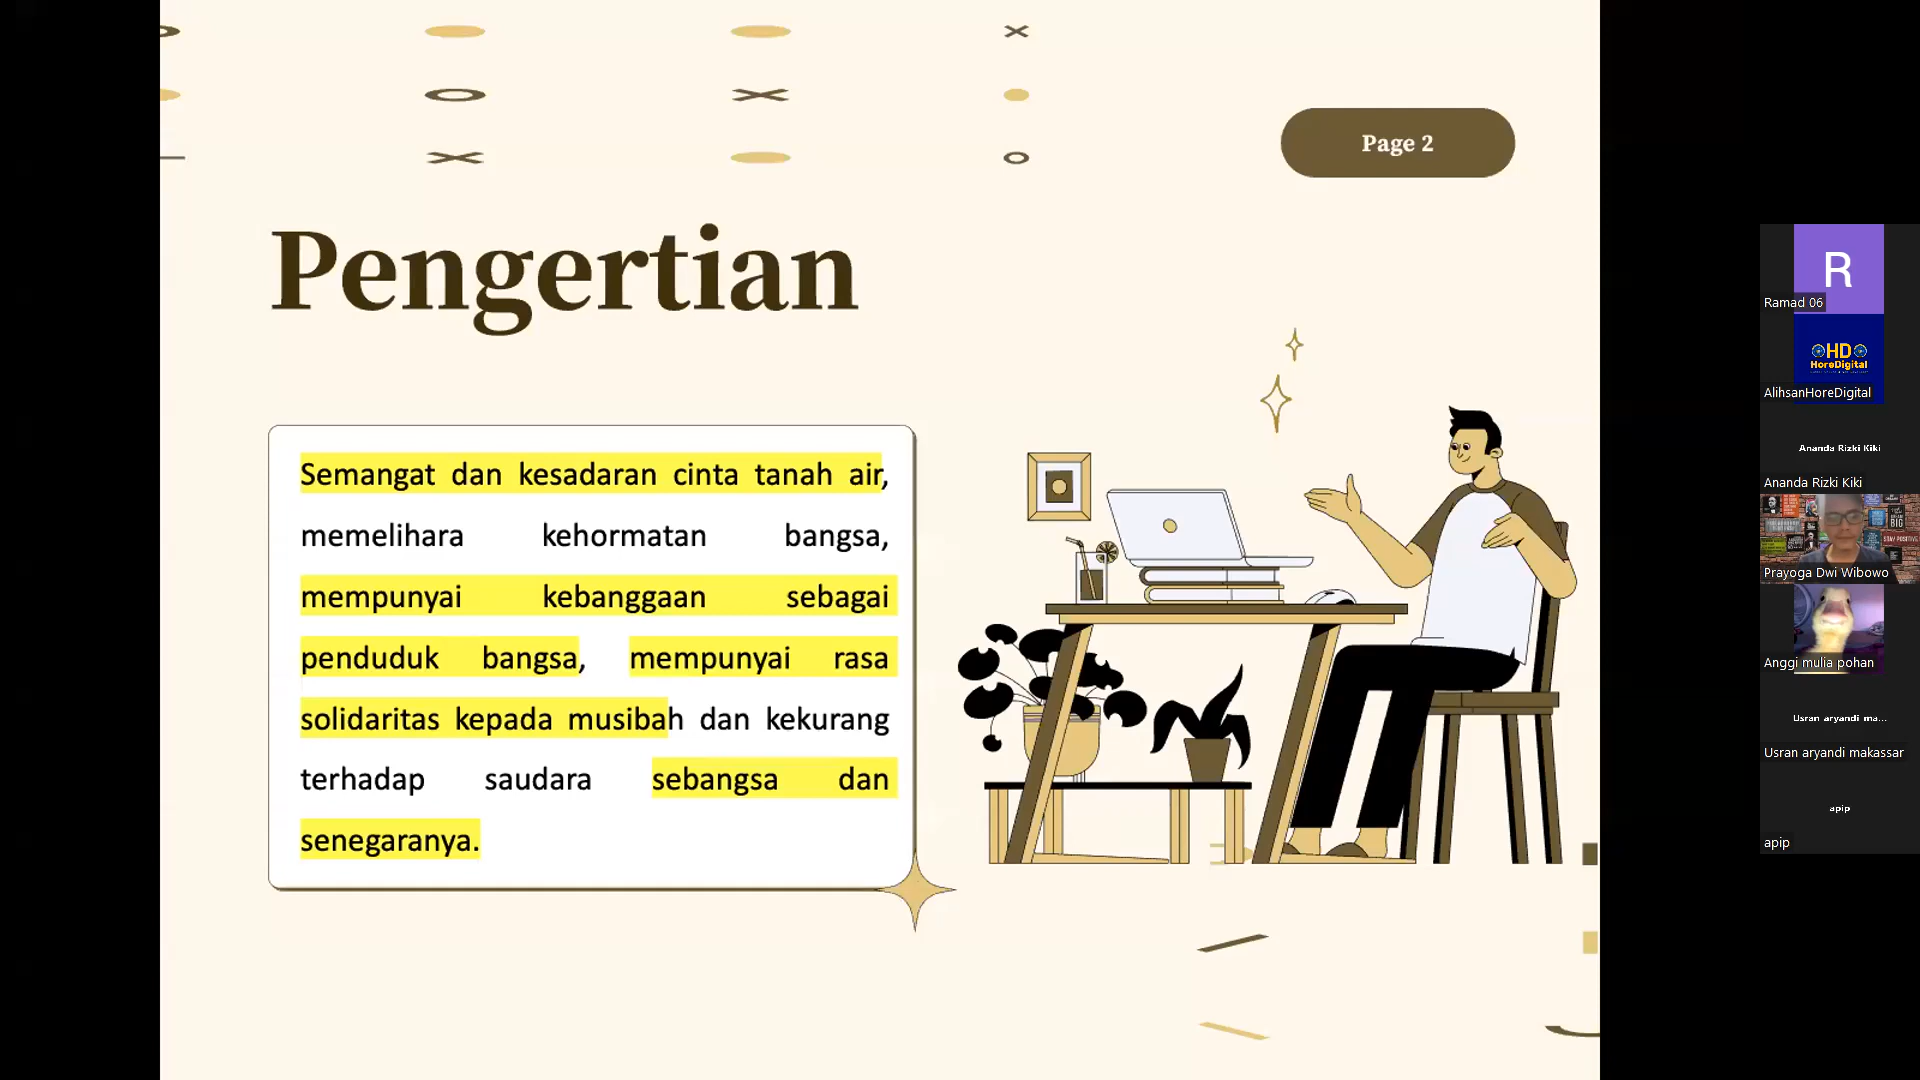 Page 2
Pengertian
Semangat dan kesadaran cinta tanah air,
memelihara kehormatan bangsa,
mempunyai kebanggaan sebagai
penduduk bangsa, mempunyai rasa
solidaritas kepada musibah dan kekurang
terhadap saudara sebangsa dan
senegaranya.
R
Ramad 06
HD
HoreDigital
AlihsanHoreDigital
Ananda Rizki Kiki
Ananda Rizki Kiki
STAY POSITIVE
Prayoga Dwi Wibowo
Anggi mulia pohan
Usran aryandi ma...
Usran aryandi makassar
apip
apip